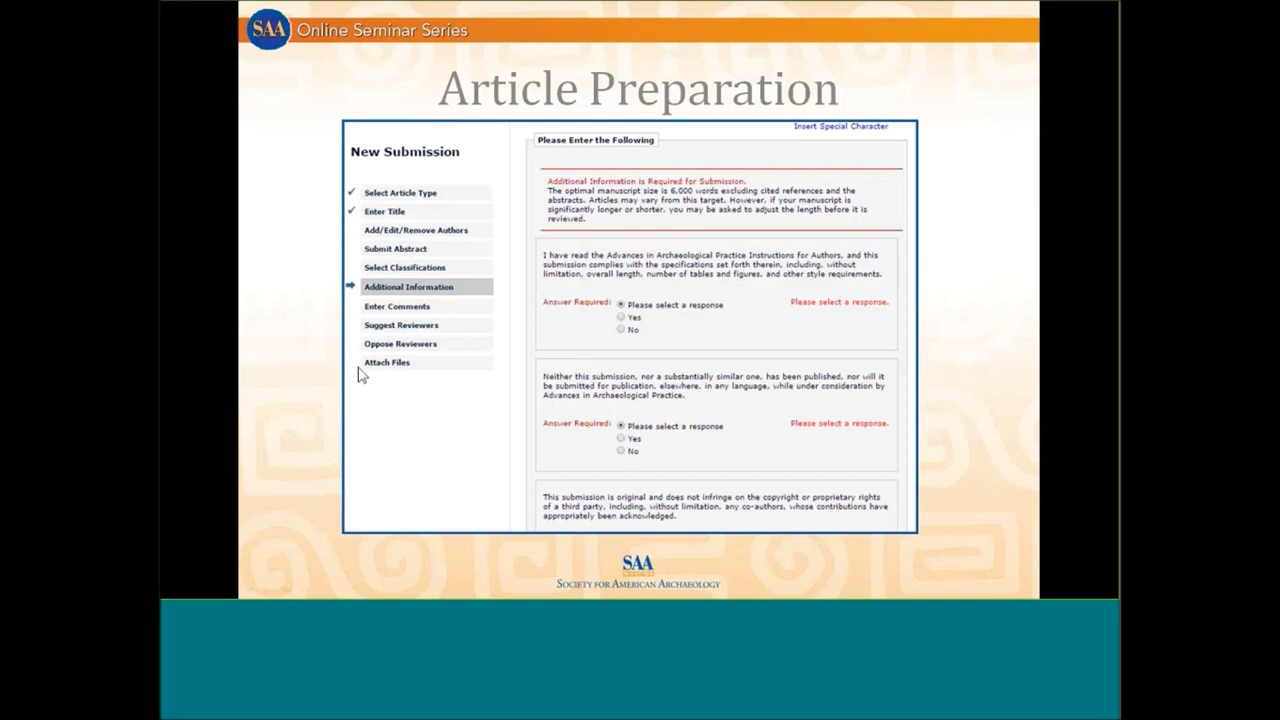 SAA Online Seminar Series
Article Preparation
Insert Special Character
New Submission
Select Article Type
Enter Title
Add/Edit/Remove Authors
Submit Abstract
Select Classifications
Additional Information
Enter Comments
Suggest Reviewers
Oppose Reviewers
Attach Files
Please Enter the Following
Additional Information is Required for Submission.
The optimal manuscript size is 6,000 words excluding cited references and the
abstracts. Articles may vary from this target. However, if your manuscript is
significantly longer or shorter, you may be asked to adjust the length before it is
reviewed.
I have read the Advances in Archaeological Practice Instructions for Authors, and this
submission complies with the specifications set forth therein, including, without
limitation, overall length, number of tables and figures, and other style requirements.
Answer Required: Please select a response Please select a response.
Yes
No
Neither this submission, nor a substantially similar one, has been published, nor will it
be submitted for publication, elsewhere, in any language, while under consideration by
Advances in Archaeological Practice.
Answer Required: Please select a response Please select a response.
Yes
No
This submission is original and does not infringe on the copyright or proprietary rights
of a third party, including, without limitation, any co-authors, whose contributions have
appropriately been acknowledged.
SAA
SOCIETY FOR AMERICAN ARCHAEOLOGY